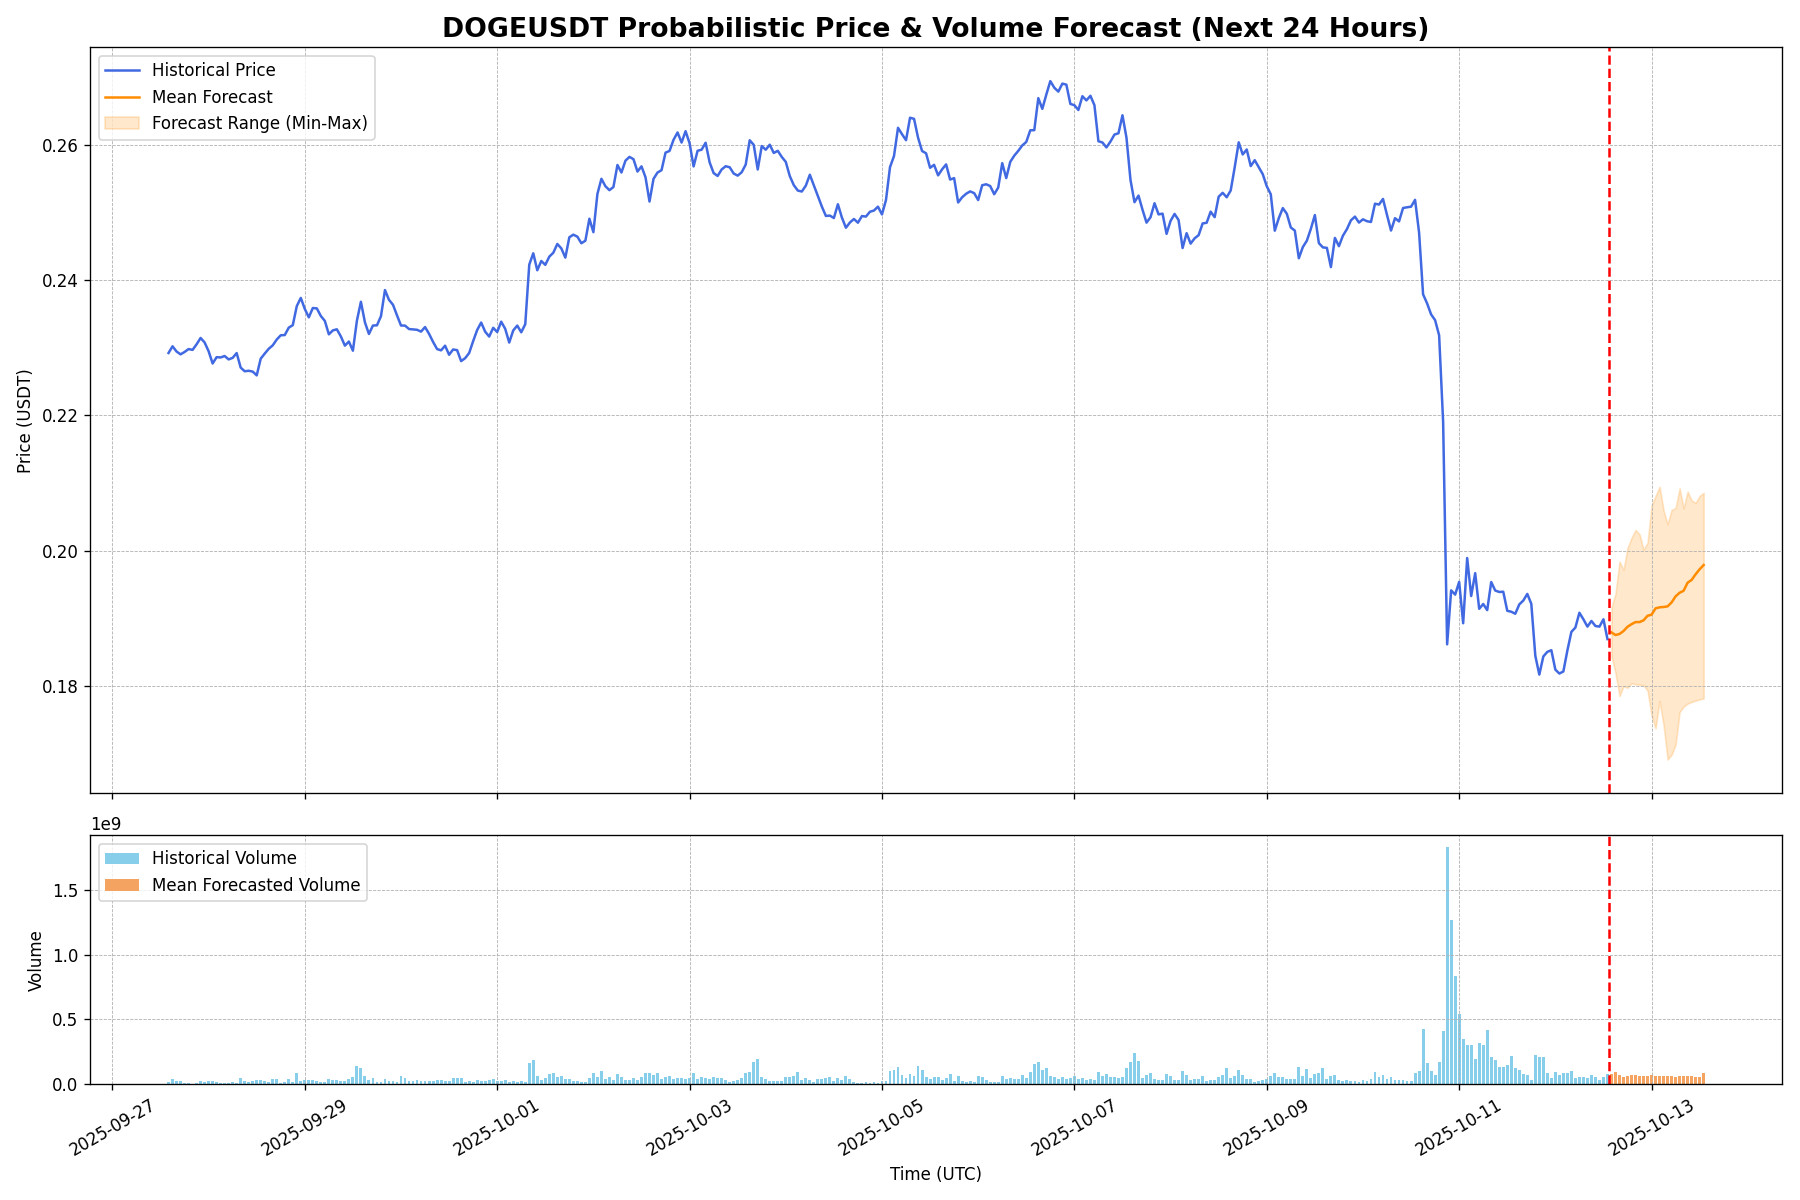 DOGEUSDT Probabilistic Price & Volume Forecast (Next 24 Hours)
Historical Price
Mean Forecast
Forecast Range (Min-Max)
0.26
0.24
0.22
0.20
0.18
Price (USDT)
1e9
Historical Volume
Mean Forecasted Volume
1.5
1.0
0.5
0.0
Volume
2025-09-27
2025-09-29
2025-10-01
2025-10-03
2025-10-05
2025-10-07
2025-10-09
2025-10-11
2025-10-13
Time (UTC)